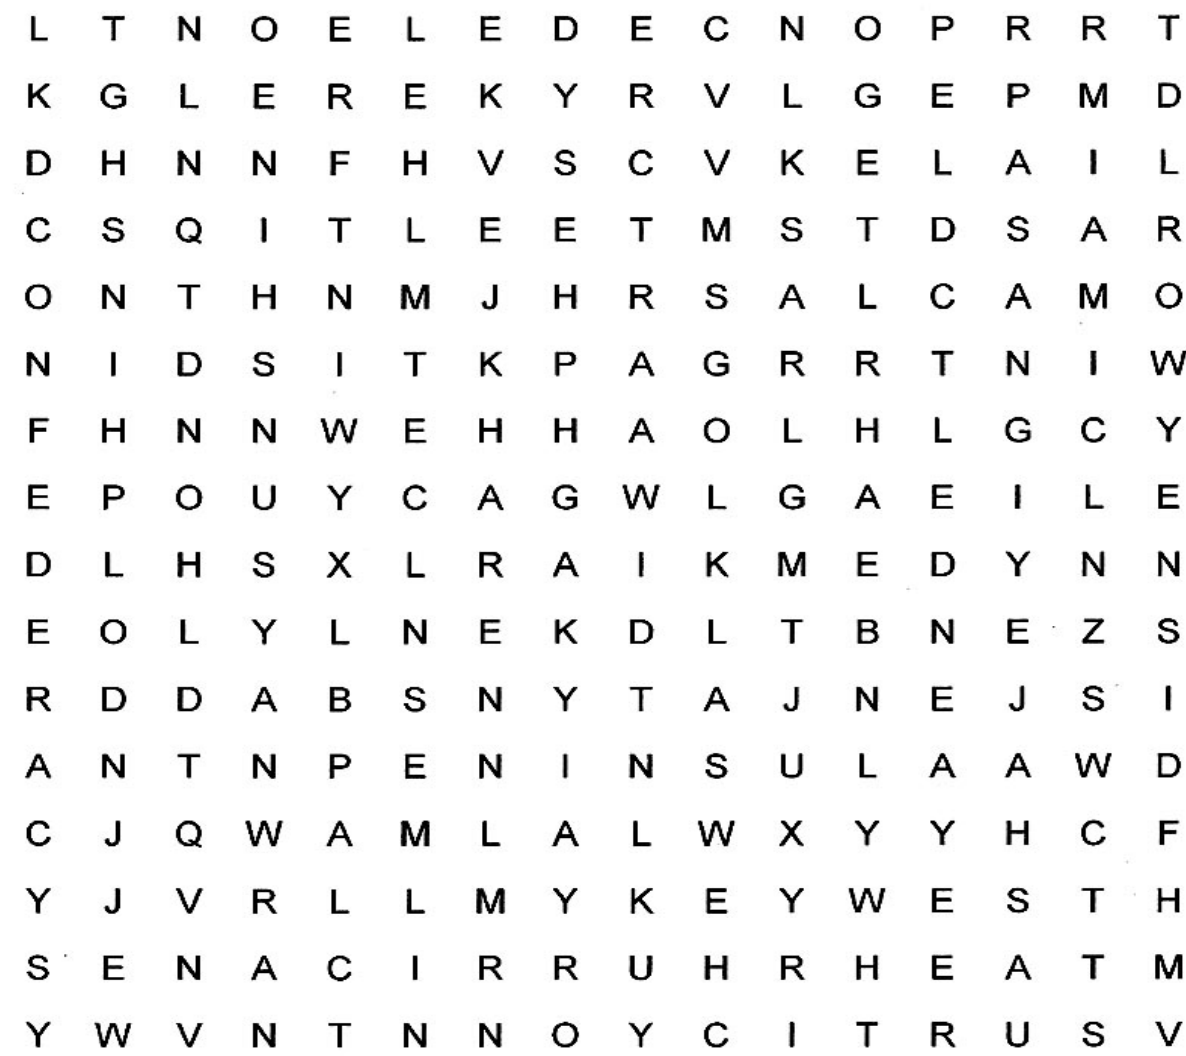 L T N O E L E D E C N O P R R T
K G L E R E K Y R V L G E P M D
D H N N F H V S C V K E L A I L
C S Q I T L E E T M S T D S A R
O N T H N M J H R S A L C A M O
N I D S I T K P A G R R T N I W
F H N N W E H H A O L H L G C Y
E P O U Y C A G W L G A E I L E
D L H S X L R A I K M E D Y N N
E O L Y L N E K D L T B N E Z S
R D D A B S N Y T A J N E J S I
A N T N P E N I N S U L A A W D
C J Q W A M L A L W X Y Y H C F
Y J V R L L M Y K E Y W E S T H
S E N A C I R R U H R H E A T M
Y W V N T N N O Y C I T R U S V